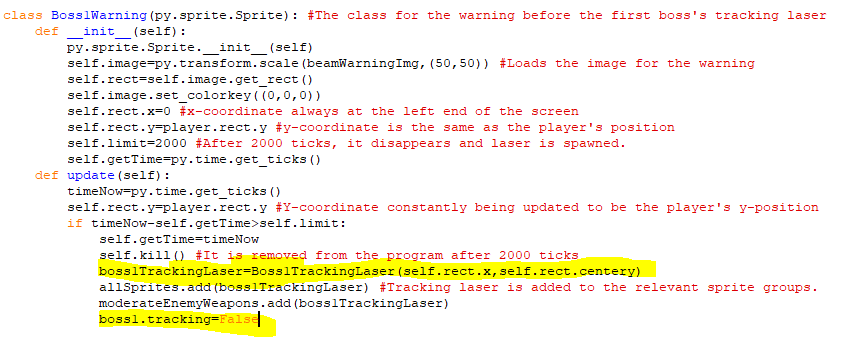 class Boss1Warning(py.sprite.Sprite): #The class for the warning before the first boss's tracking laser
    def __init__(self):
        py.sprite.Sprite.__init__(self)
        self.image=py.transform.scale(beamWarningImg,(50,50)) #Loads the image for the warning
        self.rect=self.image.get_rect()
        self.image.set_colorkey((0,0,0))
        self.rect.x=0 #x-coordinate always at the left end of the screen
        self.rect.y=player.rect.y #y-coordinate is the same as the player's position
        self.limit=2000 #After 2000 ticks, it disappears and laser is spawned.
        self.getTime=py.time.get_ticks()
    def update(self):
        timeNow=py.time.get_ticks()
        self.rect.y=player.rect.y #Y-coordinate constantly being updated to be the player's y-position
        if timeNow-self.getTime>self.limit:
            self.getTime=timeNow
            self.kill() #It is removed from the program after 2000 ticks
            boss1TrackingLaser=Boss1TrackingLaser(self.rect.x,self.rect.centery)
            allSprites.add(boss1TrackingLaser) #Tracking laser is added to the relevant sprite groups.
            moderateEnemyWeapons.add(boss1TrackingLaser)
            boss1.tracking=False